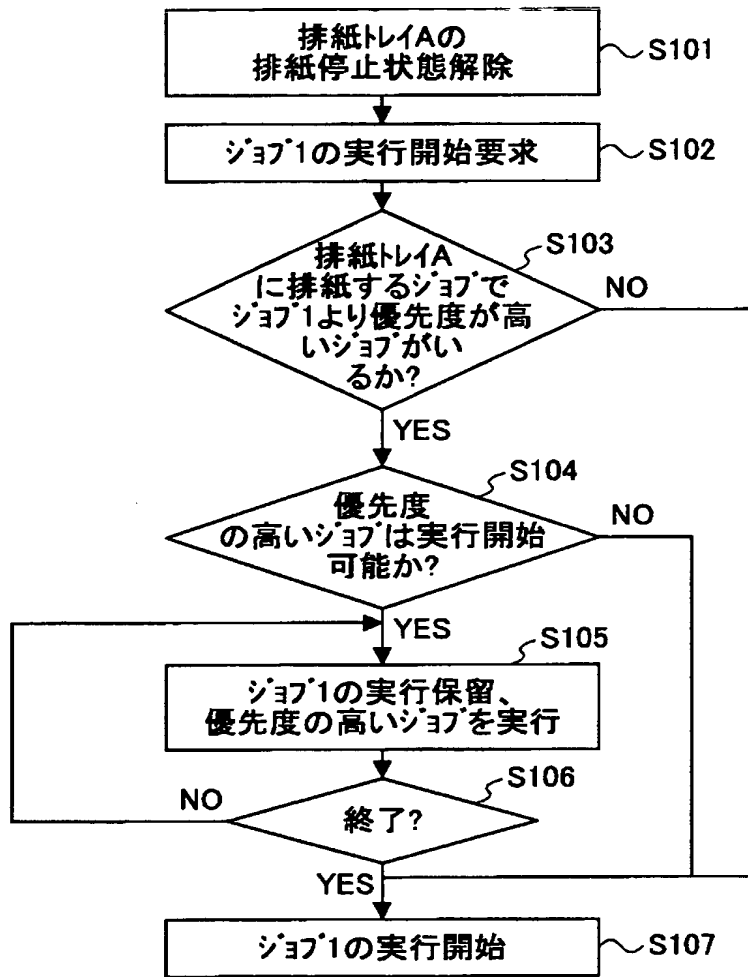 排紙トレイAの
排紙停止状態解除
S101
ジョブ1の実行開始要求
S102
S103
排紙トレイA
に排紙するジョブで
ジョブ1より優先度が高
いジョブがい
るか?
NO
YES
S104
優先度
の高いジョブは実行開始
可能か?
NO
YES
S105
ジョブ1の実行保留、
優先度の高いジョブを実行
S106
NO
終了?
YES
ジョブ1の実行開始
S107